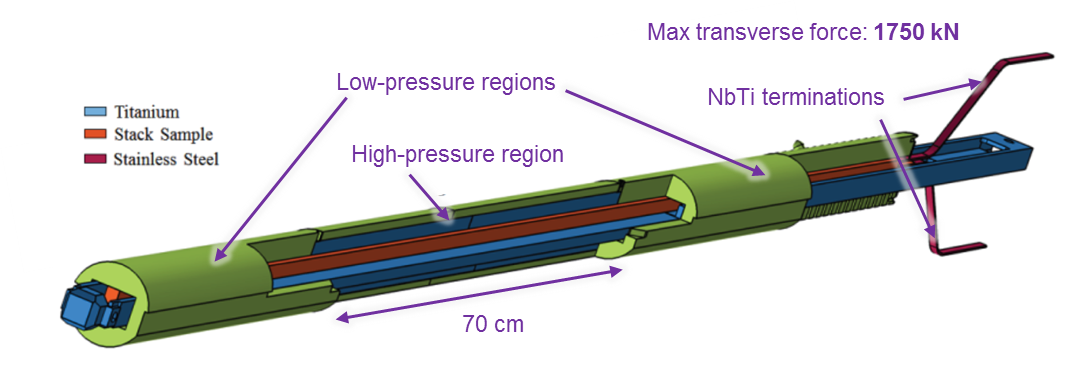 Max transverse force: 1750 kN
Low-pressure regions
NbTi terminations
Titanium
Stack Sample
Stainless Steel
High-pressure region
70 cm